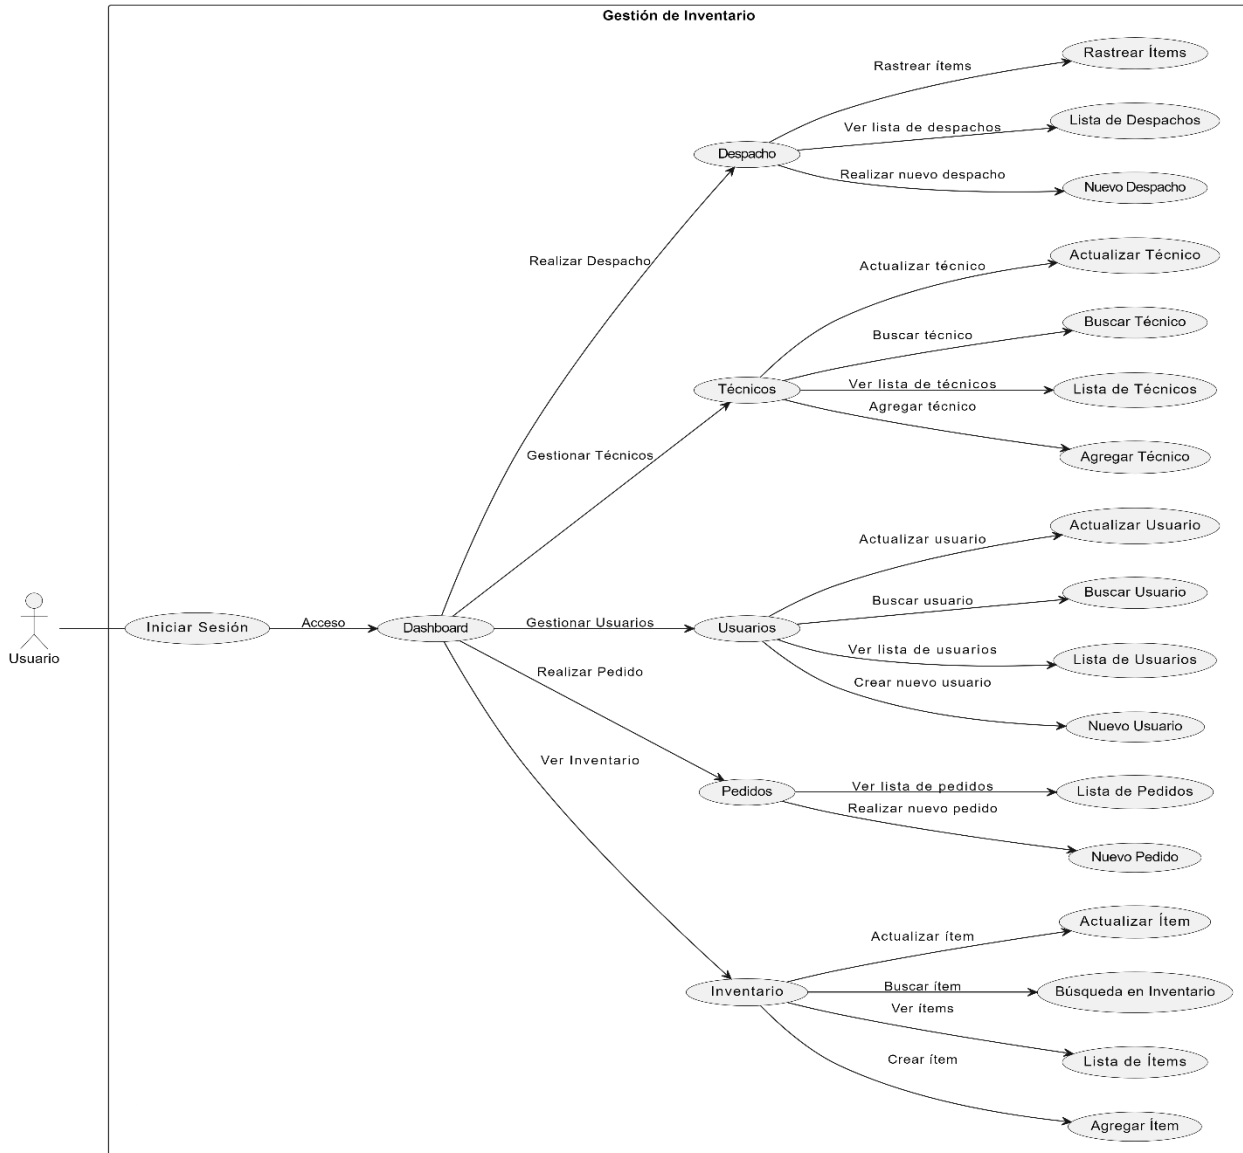 Gestión de Inventario
Rastrear ítems
Rastrear Ítems
Ver lista de despachos
Lista de Despachos
Despacho
Realizar nuevo despacho
Nuevo Despacho
Realizar Despacho
Actualizar técnico
Actualizar Técnico
Buscar técnico
Buscar Técnico
Técnicos
Ver lista de técnicos
Lista de Técnicos
Agregar técnico
Agregar Técnico
Gestionar Técnicos
Actualizar usuario
Actualizar Usuario
Buscar usuario
Buscar Usuario
Usuario
Iniciar Sesión
Acceso
Dashboard
Gestionar Usuarios
Usuarios
Ver lista de usuarios
Lista de Usuarios
Crear nuevo usuario
Nuevo Usuario
Realizar Pedido
Ver Inventario
Pedidos
Ver lista de pedidos
Lista de Pedidos
Realizar nuevo pedido
Nuevo Pedido
Actualizar ítem
Actualizar Ítem
Inventario
Buscar ítem
Búsqueda en Inventario
Ver ítems
Lista de Ítems
Crear ítem
Agregar Ítem